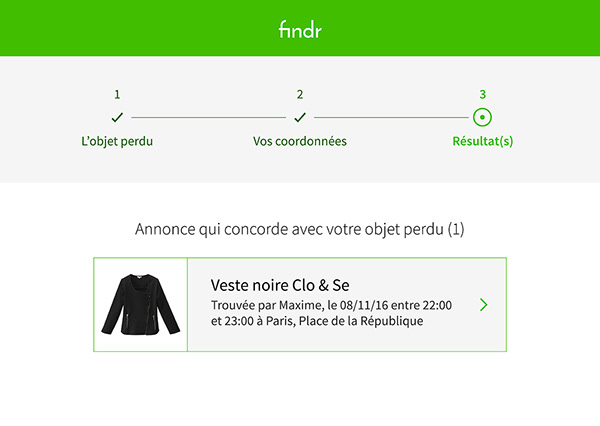 findr
1
2
3
L’objet perdu
Vos coordonnées
Résultat(s)
Annonce qui concorde avec votre objet perdu (1)
Veste noire Clo & Se
Trouvée par Maxime, le 08/11/16 entre 22:00
et 23:00 à Paris, Place de la République